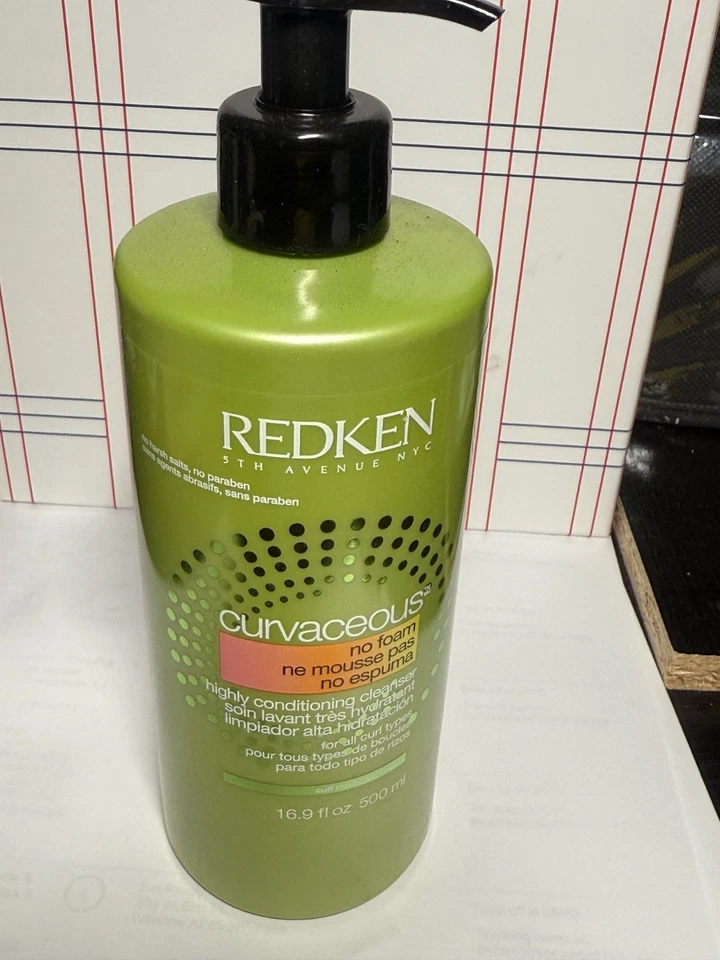 REDKEN
5TH AVENUE NYC
no harsh salts, no paraben
sans agents abrasifs, sans paraben
curvaceous™
no foam
ne mousse pas
no espuma
highly conditioning cleanser
soin lavant très hydratant
limpiador alta hidratación
for all curl types
pour tous types de boucles
para todo tipo de rizos
curl
16.9 fl oz 500 ml